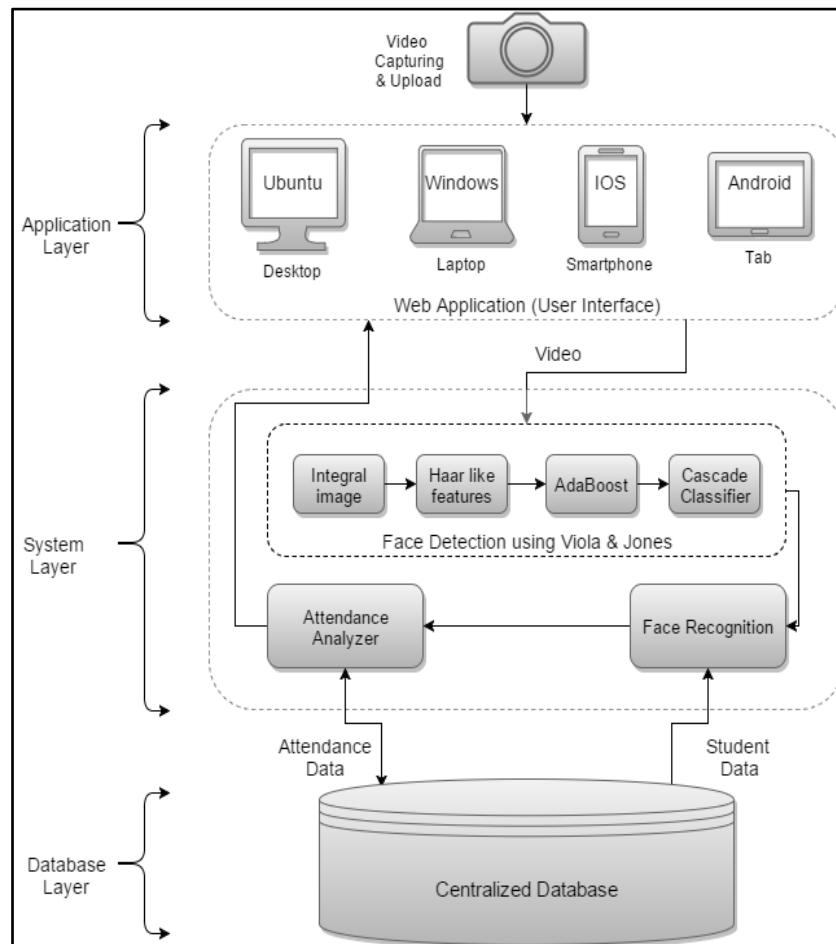 Video
Capturing
& Upload
Application
Layer
Ubuntu
Desktop
Windows
Laptop
IOS
Smartphone
Android
Tab
Web Application (User Interface)
Video
System
Layer
Integral
image
Haar like
features
AdaBoost
Cascade
Classifier
Face Detection using Viola & Jones
Attendance
Analyzer
Face Recognition
Attendance
Data
Student
Data
Database
Layer
Centralized Database